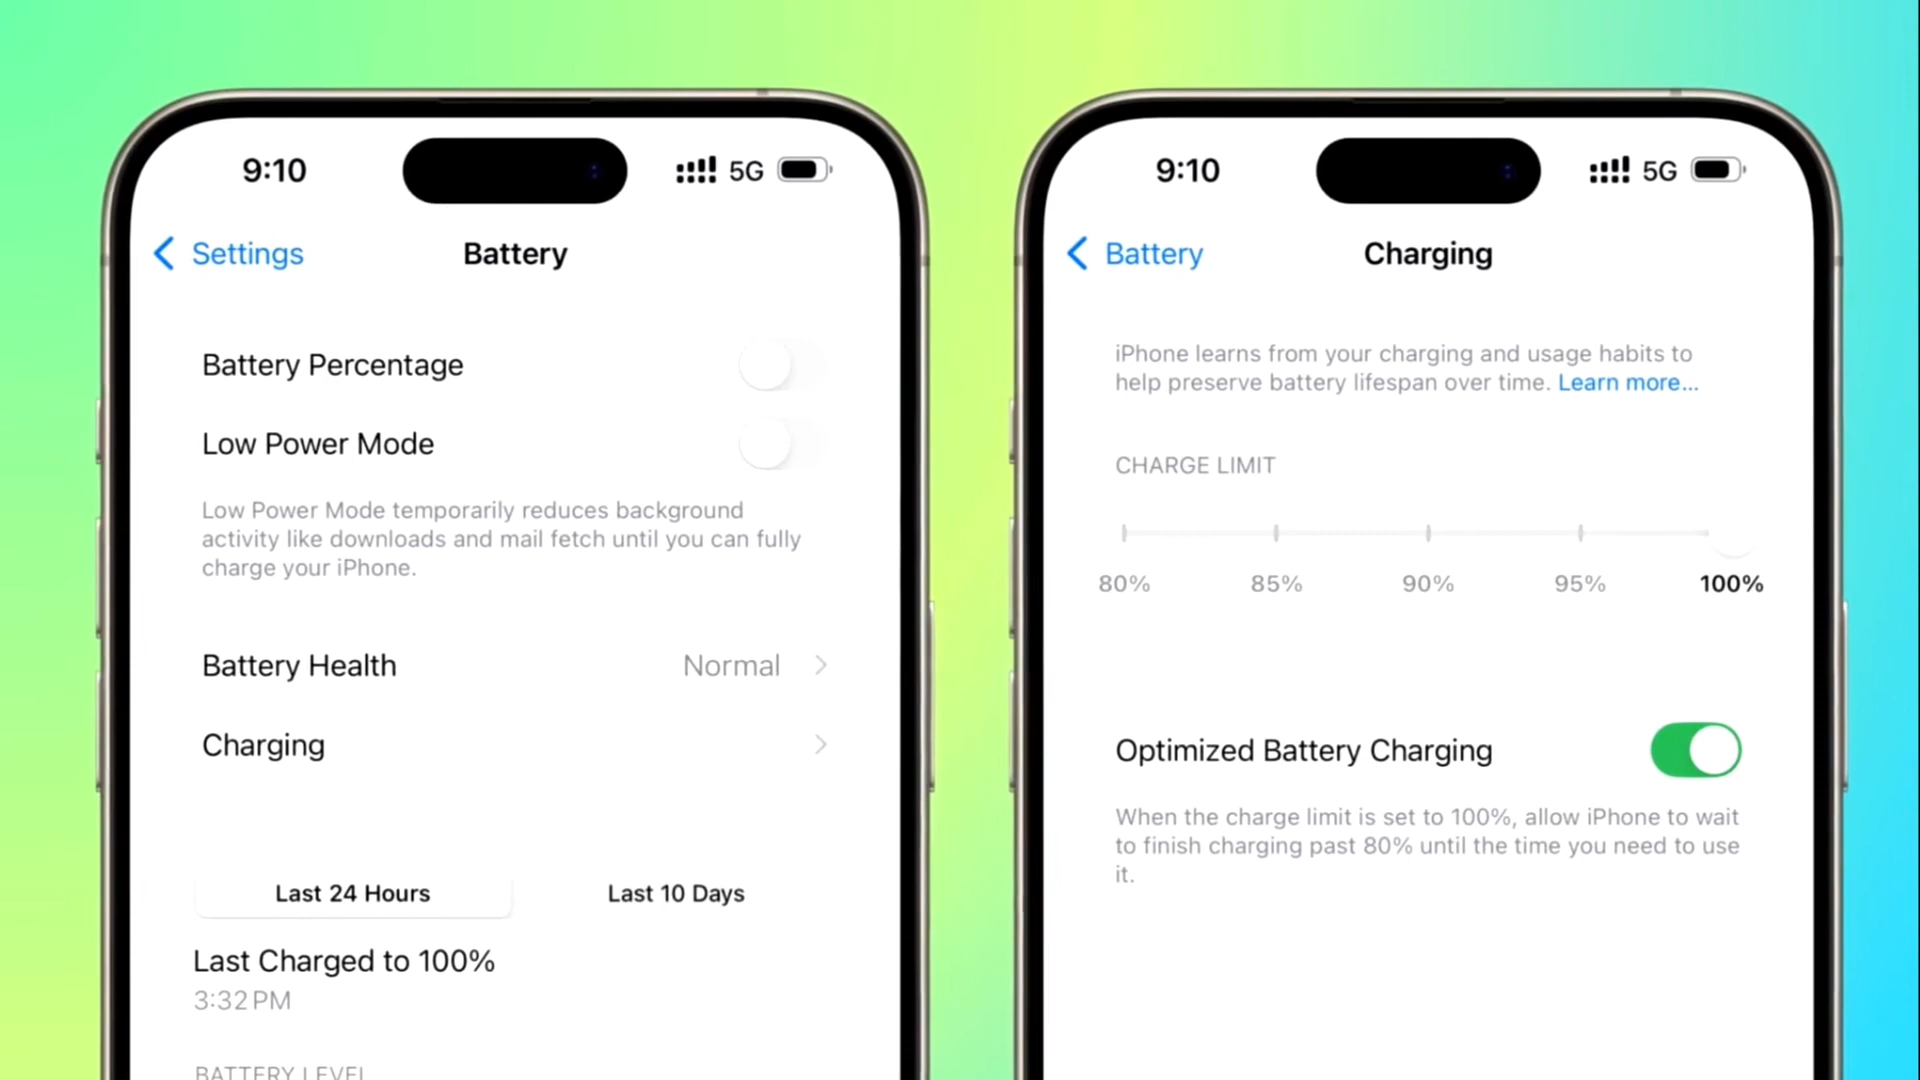 9:10
5G
Settings
Battery
Battery Percentage
Low Power Mode
Low Power Mode temporarily reduces background
activity like downloads and mail fetch until you can fully
charge your iPhone.
Battery Health Normal
Charging
Last 24 Hours Last 10 Days
Last Charged to 100%
3:32 PM
BATTERY LEVEL
9:10
5G
Battery
Charging
iPhone learns from your charging and usage habits to
help preserve battery lifespan over time. Learn more...
CHARGE LIMIT
80% 85% 90% 95% 100%
Optimized Battery Charging
When the charge limit is set to 100%, allow iPhone to wait
to finish charging past 80% until the time you need to use
it.